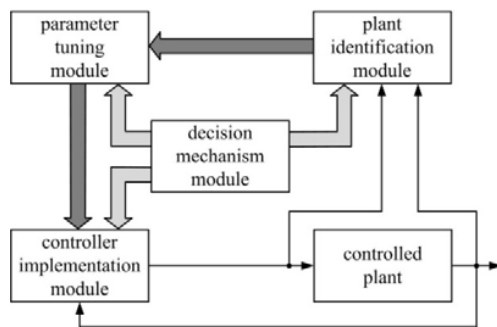 parameter
tuning
module
plant
identification
module
decision
mechanism
module
controller
implementation
module
controlled
plant